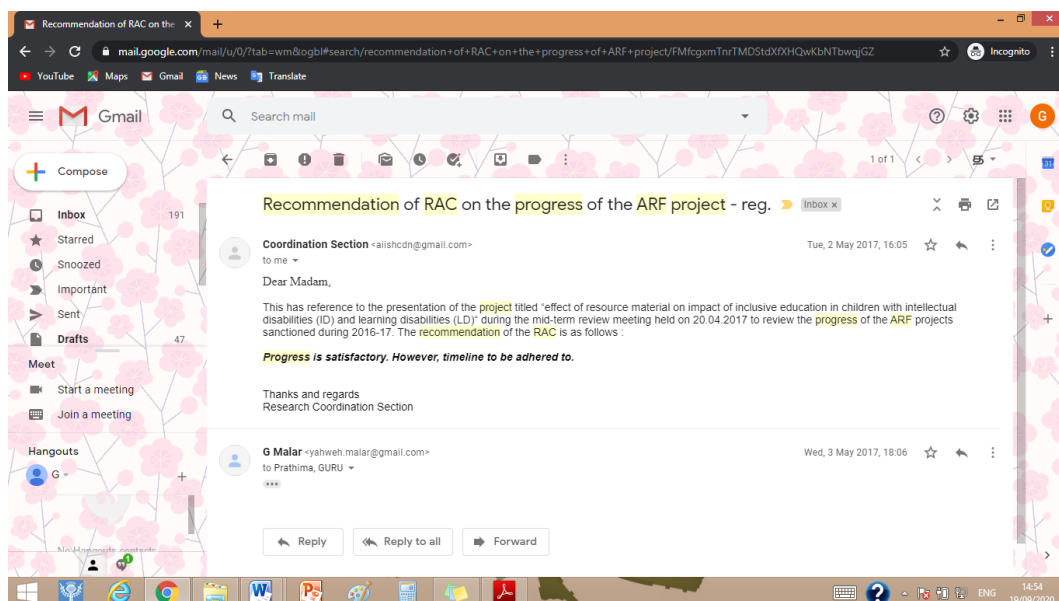 Recommendation of RAC on the
mail.google.com/mail/u/0/?tab=wm&ogbl#search/recommendation+of+RAC+on+the+progress+of+ARF+project/FMfcgxmTnrTMDStdXfXHQwKbNTbwqjGZ
Incognito
YouTube Maps Gmail News Translate
Gmail
Search mail
G
Compose
1 of 1
31
Recommendation of RAC on the progress of the ARF project - reg. Inbox x
Inbox 191
Starred
Snoozed
Important
Sent
Drafts 47
Meet
Start a meeting
Join a meeting
Hangouts
G
No Hangouts contacts
1
Coordination Section <aiishcdn@gmail.com> Tue, 2 May 2017, 16:05
to me
Dear Madam,
This has reference to the presentation of the project titled "effect of resource material on impact of inclusive education in children with intellectual
disabilities (ID) and learning disabilities (LD)" during the mid-term review meeting held on 20.04.2017 to review the progress of the ARF projects
sanctioned during 2016-17. The recommendation of the RAC is as follows :
Progress is satisfactory. However, timeline to be adhered to.
Thanks and regards
Research Coordination Section
G Malar <yahweh.malar@gmail.com> Wed, 3 May 2017, 18:06
to Prathima, GURU
Reply Reply to all Forward
ENG 14:54
19/09/2020